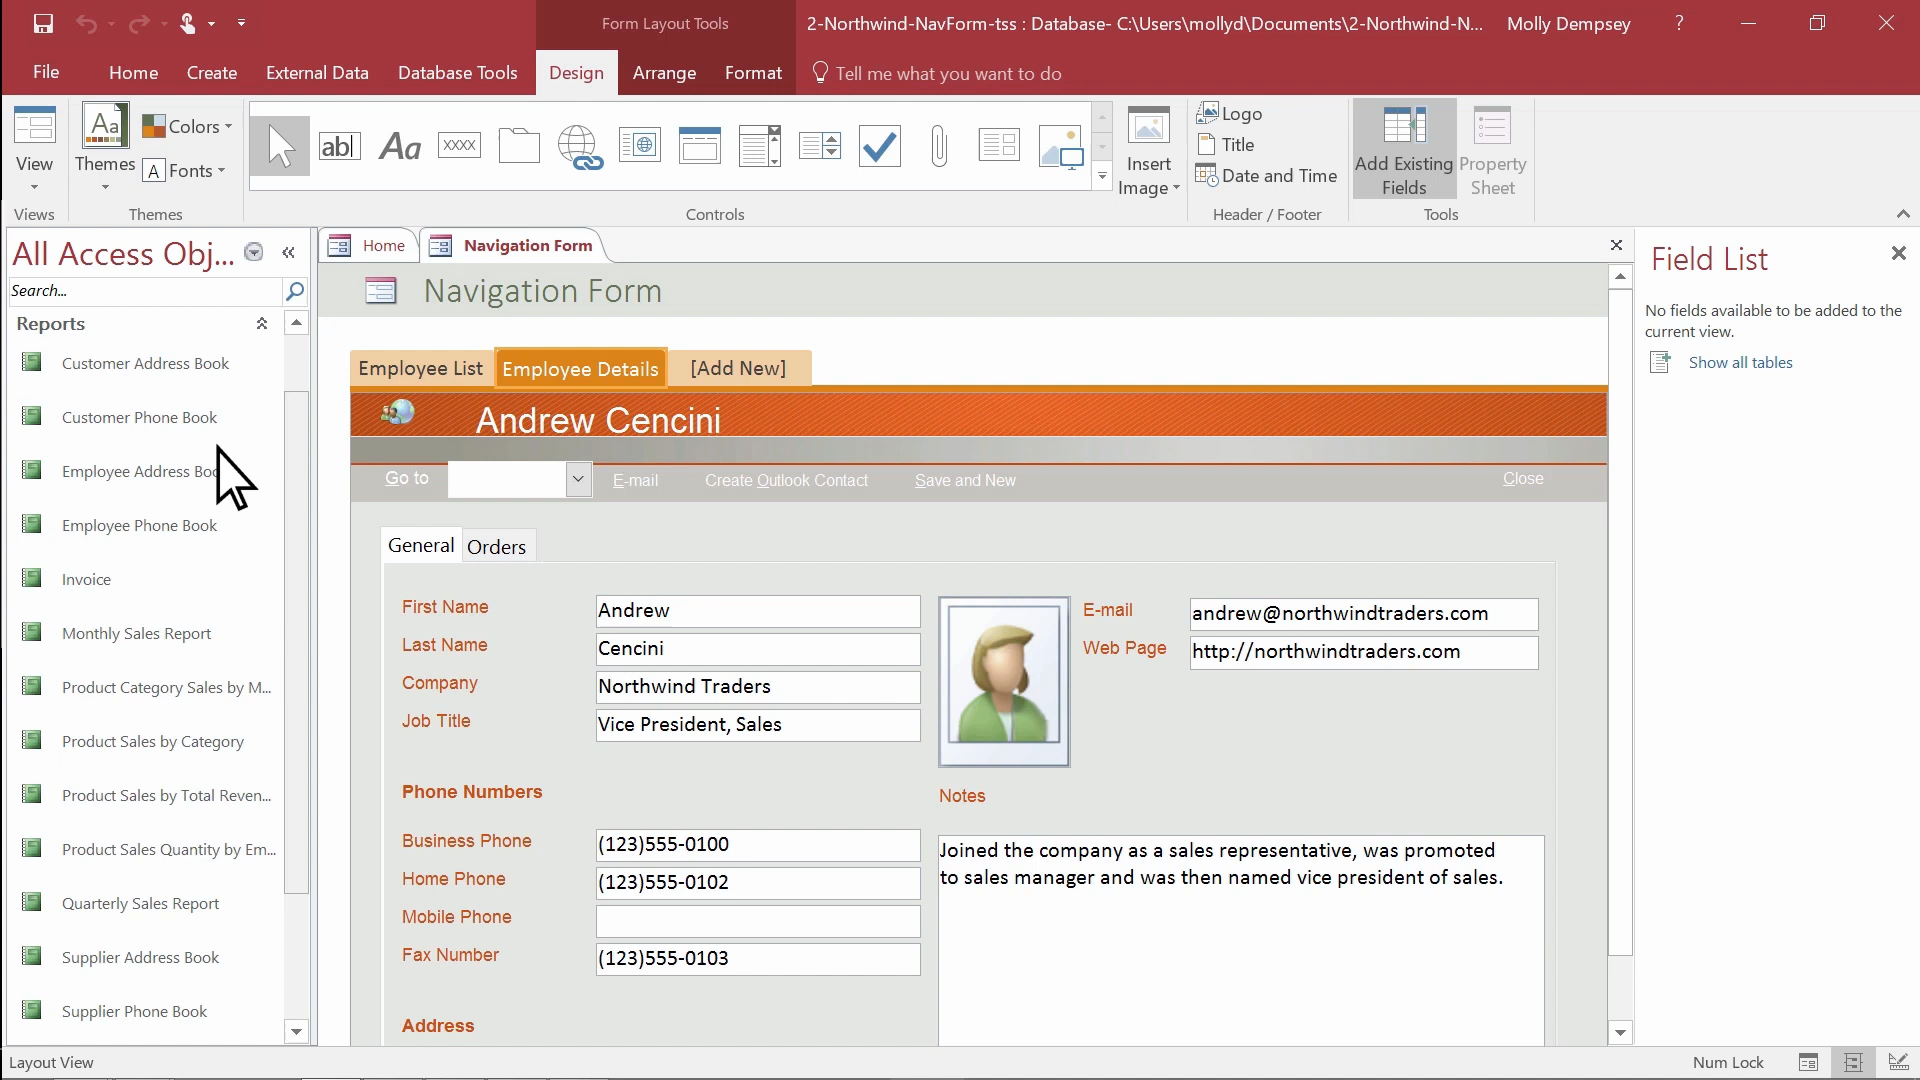 Form Layout Tools
2-Northwind-NavForm-tss : Database- C:\Users\mollyd\Documents\2-Northwind-N...
Molly Dempsey
?
File
Home
Create
External Data
Database Tools
Design
Arrange
Format
Tell me what you want to do
View
Views
Aa
Themes
Colors
A Fonts
Themes
ab
Aa
XXXX
Controls
Insert
Image
Logo
Title
Date and Time
Header / Footer
Add Existing
Fields
Property
Sheet
Tools
All Access Obj...
Search...
Reports
Customer Address Book
Customer Phone Book
Employee Address
Employee Phone Book
Invoice
Monthly Sales Report
Product Category Sales by M...
Product Sales by Category
Product Sales by Total Reven...
Product Sales Quantity by Em...
Quarterly Sales Report
Supplier Address Book
Supplier Phone Book
Home
Navigation Form
Navigation Form
Employee List
Employee Details
[Add New]
Andrew Cencini
Go to
E-mail
Create Outlook Contact
Save and New
Close
General
Orders
First Name
Andrew
Last Name
Cencini
Company
Northwind Traders
Job Title
Vice President, Sales
E-mail
andrew@northwindtraders.com
Web Page
http://northwindtraders.com
Phone Numbers
Business Phone
(123)555-0100
Home Phone
(123)555-0102
Mobile Phone
Fax Number
(123)555-0103
Address
Notes
Joined the company as a sales representative, was promoted
to sales manager and was then named vice president of sales.
Field List
No fields available to be added to the
current view.
Show all tables
Layout View
Num Lock